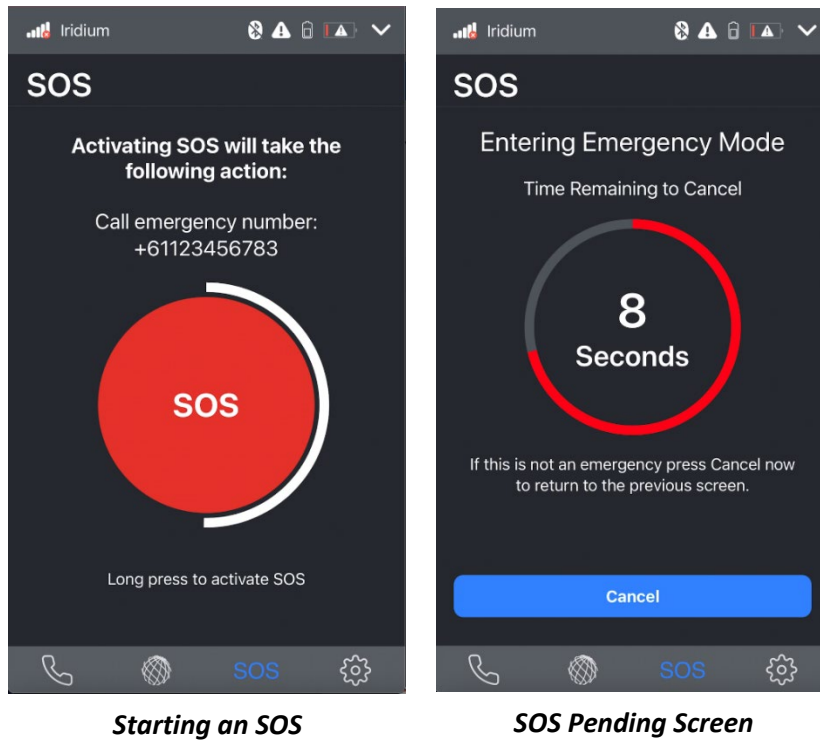 Iridium
SOS
Activating SOS will take the
following action:
Call emergency number:
+61123456783
SOS
Long press to activate SOS
SOS
Starting an SOS
Iridium
SOS
Entering Emergency Mode
Time Remaining to Cancel
8
Seconds
If this is not an emergency press Cancel now
to return to the previous screen.
Cancel
SOS
SOS Pending Screen